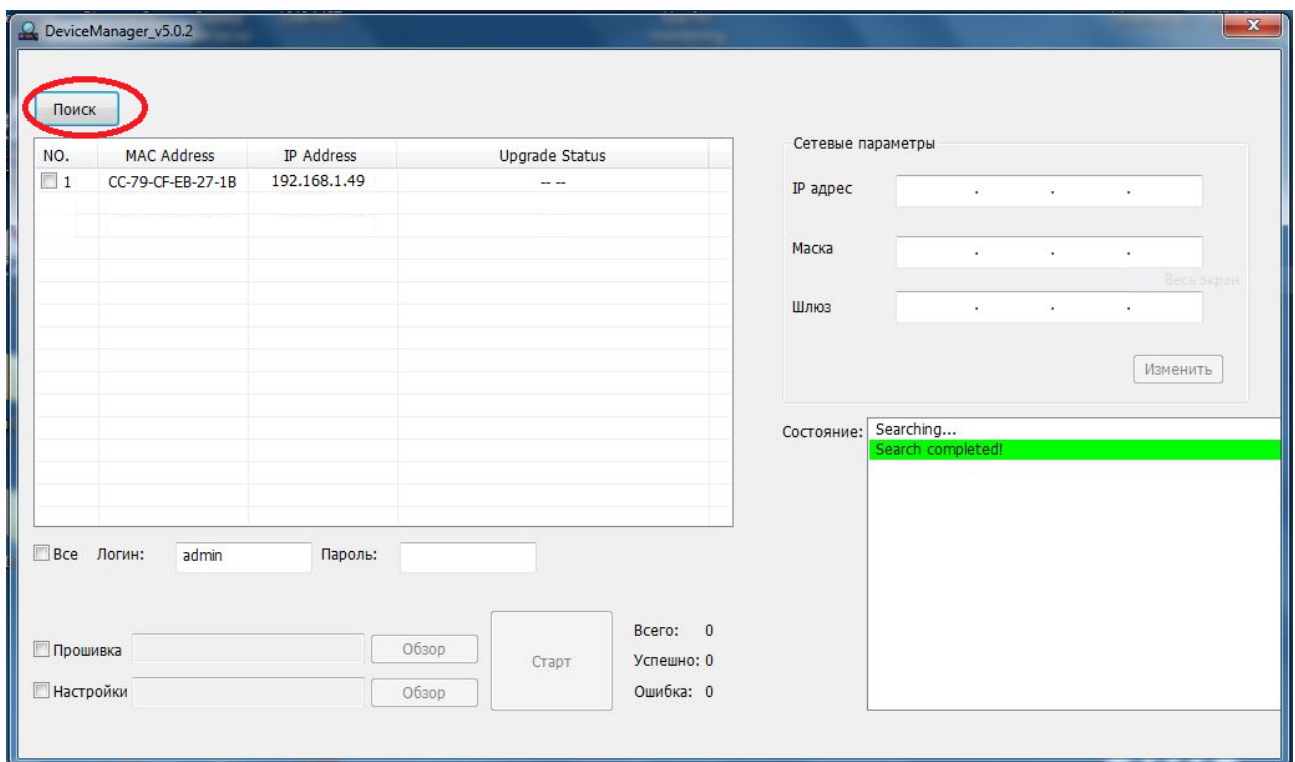 DeviceManager_v5.0.2
Поиск
NO. MAC Address IP Address Upgrade Status
1 CC-79-CF-EB-27-1B 192.168.1.49 -- --
Сетевые параметры
IP адрес . . .
Маска . . .
Весь экран
Шлюз . . .
Изменить
Состояние: Searching...
Search completed!
Все Логин: admin Пароль:
Прошивка Обзор
Настройки Обзор
Старт
Всего: 0
Успешно: 0
Ошибка: 0